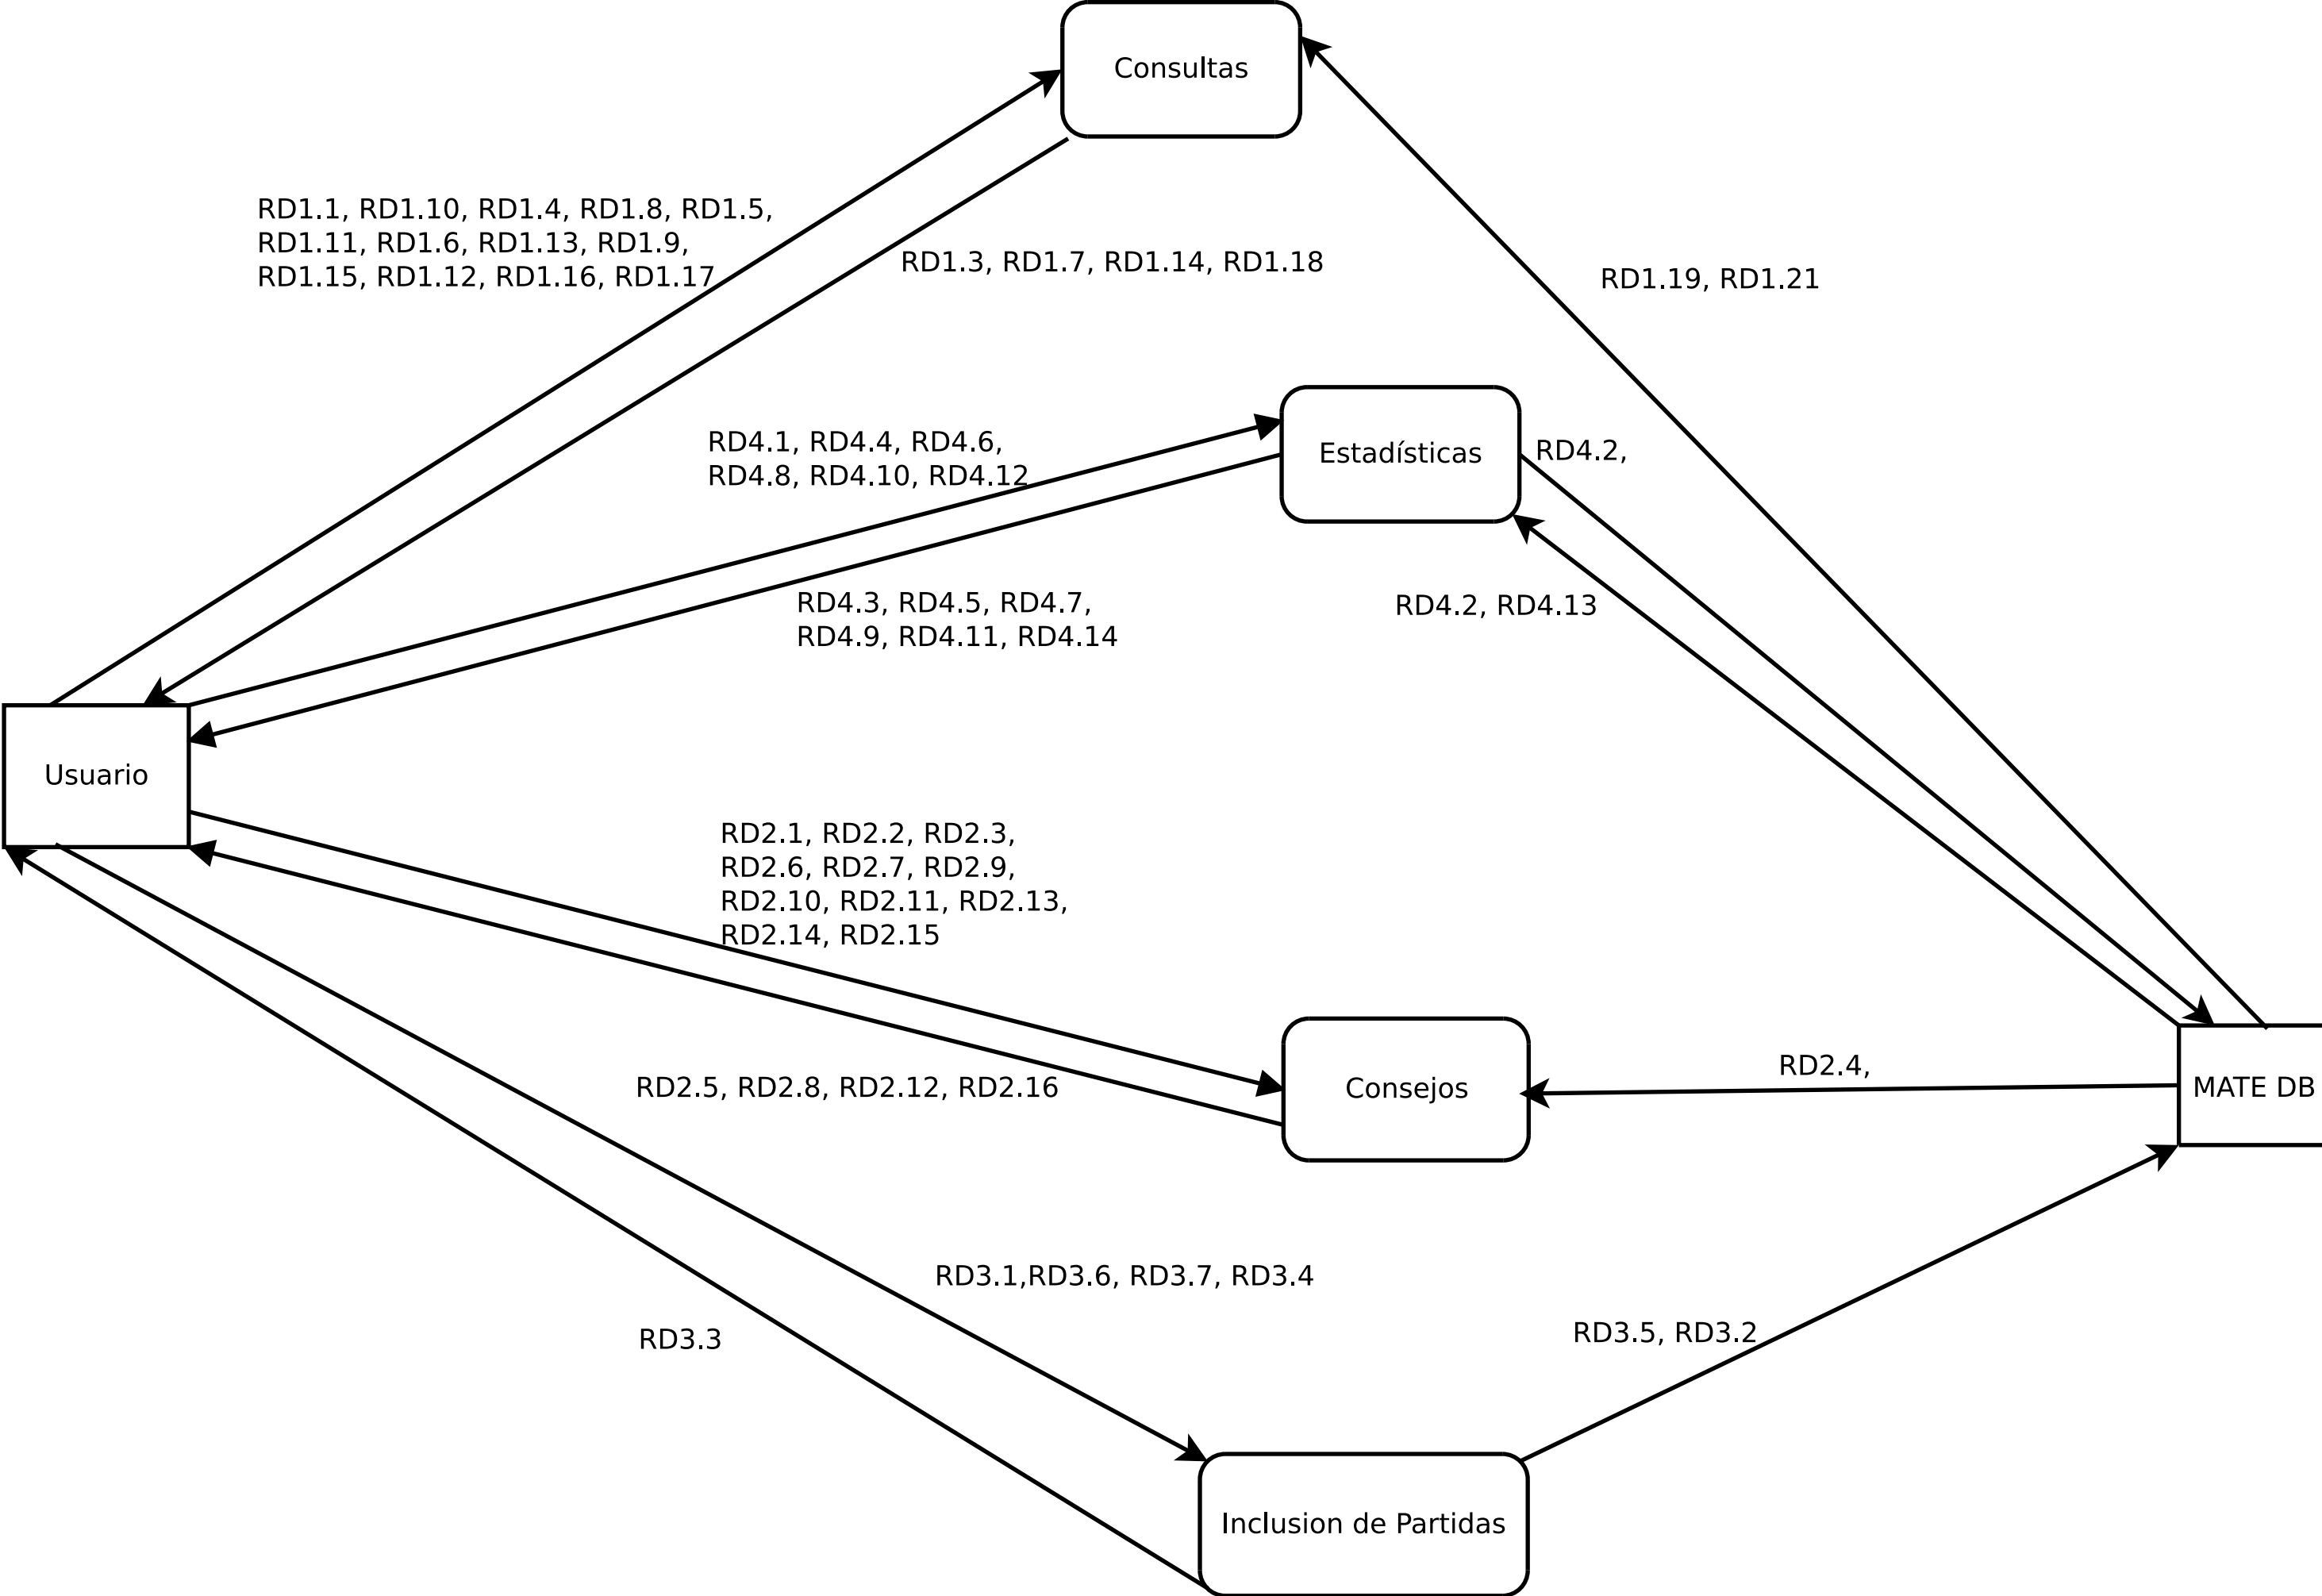 Consultas
RD1.1, RD1.10, RD1.4, RD1.8, RD1.5,
RD1.11, RD1.6, RD1.13, RD1.9,
RD1.15, RD1.12, RD1.16, RD1.17
RD1.3, RD1.7, RD1.14, RD1.18
RD1.19, RD1.21
RD4.1, RD4.4, RD4.6,
RD4.8, RD4.10, RD4.12
Estadísticas
RD4.2,
RD4.3, RD4.5, RD4.7,
RD4.9, RD4.11, RD4.14
RD4.2, RD4.13
Usuario
RD2.1, RD2.2, RD2.3,
RD2.6, RD2.7, RD2.9,
RD2.10, RD2.11, RD2.13,
RD2.14, RD2.15
RD2.5, RD2.8, RD2.12, RD2.16
Consejos
RD2.4,
MATE DB
RD3.1,RD3.6, RD3.7, RD3.4
RD3.3
RD3.5, RD3.2
Inclusion de Partidas